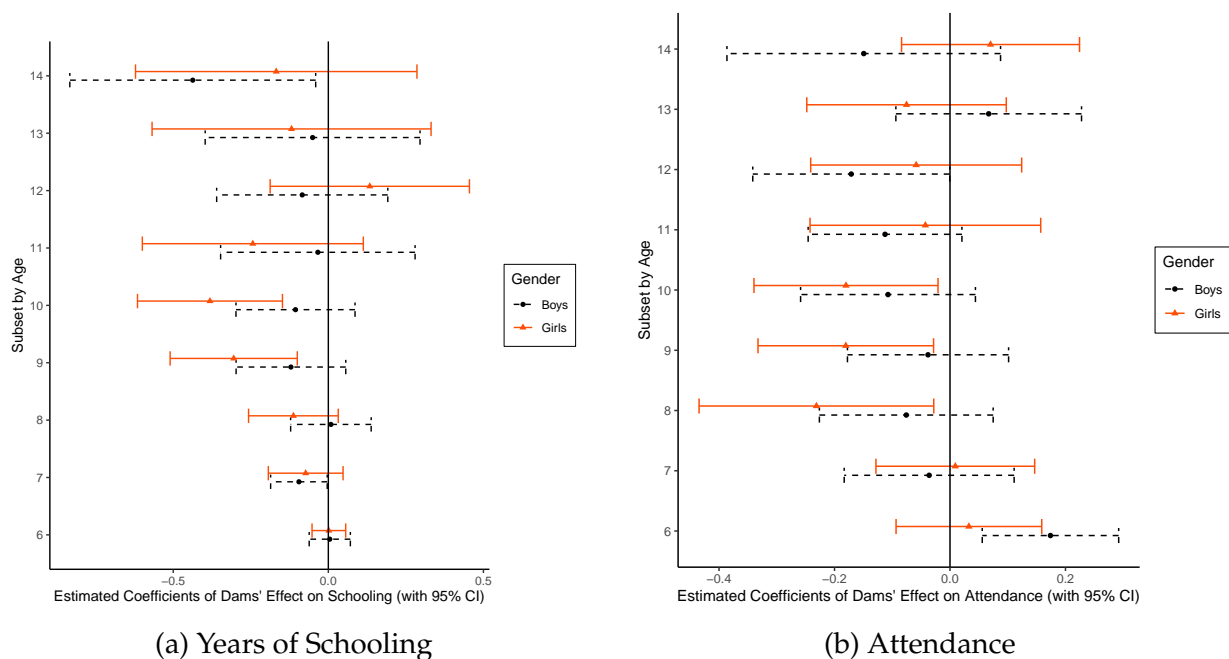 Subset by Age
14
13
12
11
10
9
8
7
6
−0.5
0.0
0.5
Estimated Coefficients of Dams' Effect on Schooling (with 95% CI)
Gender
Boys
Girls
(a) Years of Schooling
Subset by Age
14
13
12
11
10
9
8
7
6
−0.4
−0.2
0.0
0.2
Estimated Coefficients of Dams' Effect on Attendance (with 95% CI)
Gender
Boys
Girls
(b) Attendance